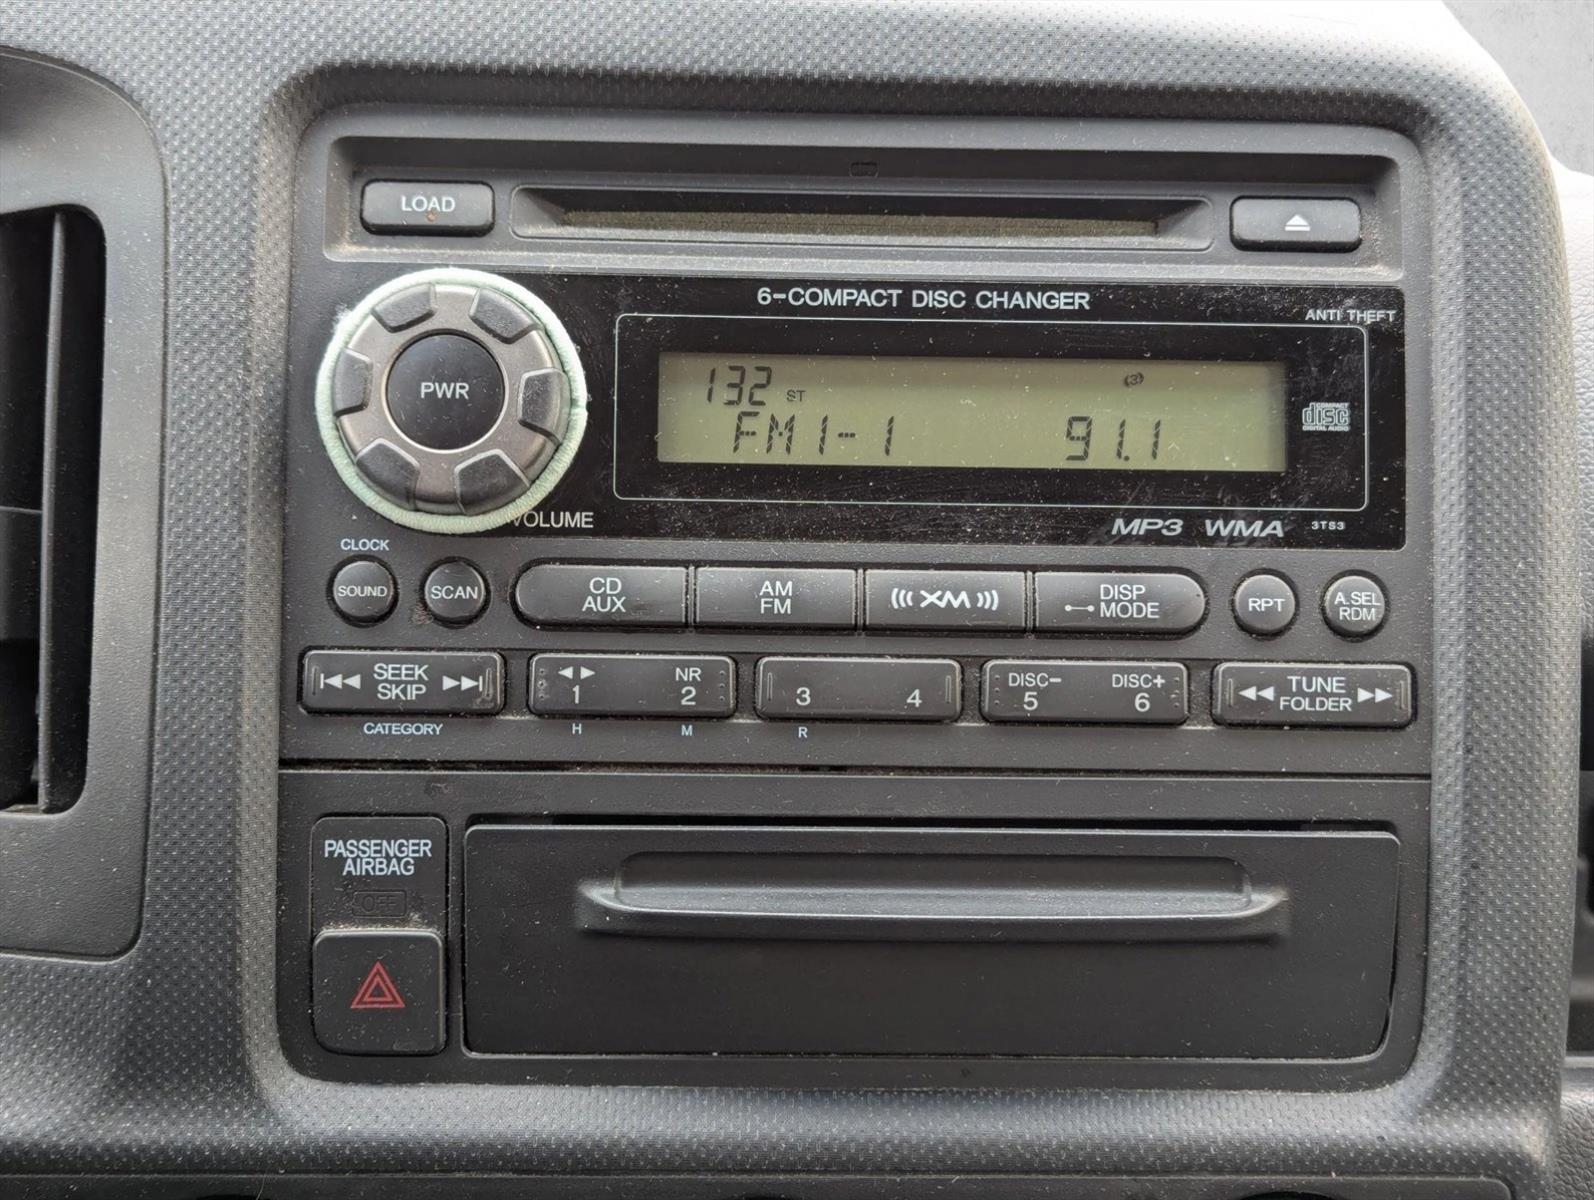 LOAD
6-COMPACT DISC CHANGER
ANTI THEFT
PWR
132 ST
(3)
FM1-1 91.1
COMPACT
disc
DIGITAL AUDIO
VOLUME
MP3 WMA 3TS3
CLOCK
SOUND
SCAN
CD
AUX
AM
FM
XM
DISP
MODE
RPT
A.SEL
RDM
SEEK
SKIP
CATEGORY
1
NR
2
3
4
DISC-
5
DISC+
6
TUNE
FOLDER
H
M
R
PASSENGER
AIRBAG
OFF